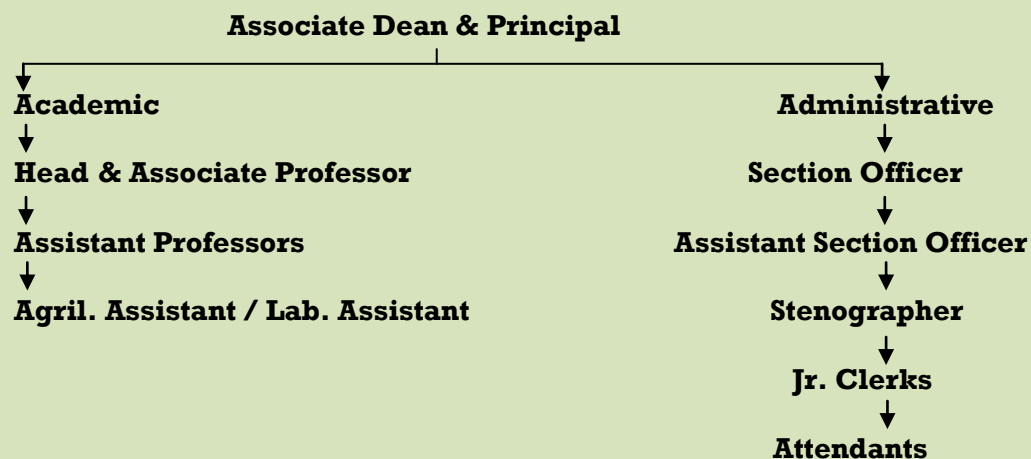 Associate Dean & Principal
Academic
Administrative
Head & Associate Professor
Section Officer
Assistant Professors
Assistant Section Officer
Agril. Assistant / Lab. Assistant
Stenographer
Jr. Clerks
Attendants